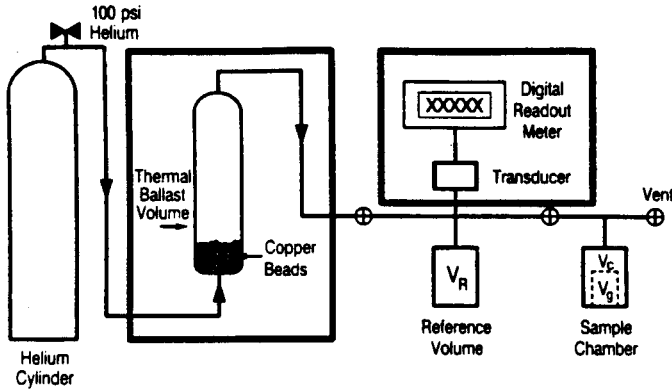 100 psi
Helium
XXXXX
Digital
Readout
Meter
Transducer
Thermal
Ballast
Volume
Copper
Beads
Vent
V_R
V_c
V_g
Reference
Volume
Sample
Chamber
Helium
Cylinder